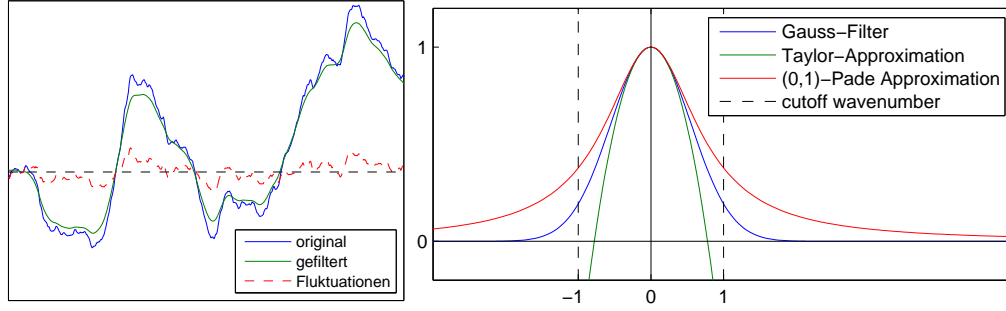 original
gefiltert
Fluktuationen
Gauss−Filter
Taylor−Approximation
(0,1)−Pade Approximation
cutoff wavenumber
1
0
−1 0 1